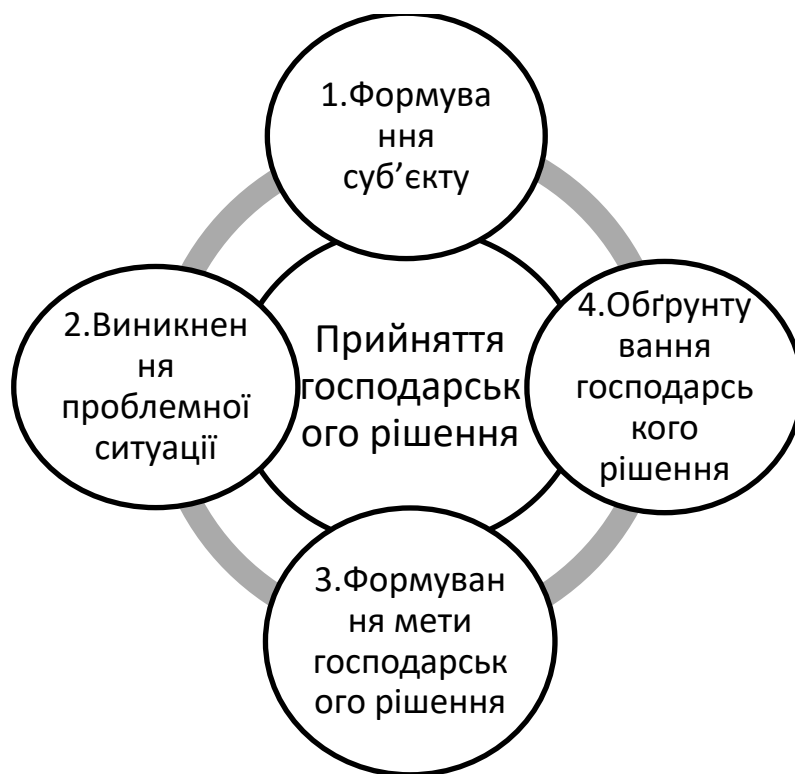 1.Формува
ння
суб’єкту
2.Виникнен
ня
проблемної
ситуації
Прийняття
господарськ
ого рішення
4.Обґрунту
вання
господарсь
кого
рішення
3.Формуван
ня мети
господарськ
ого рішення